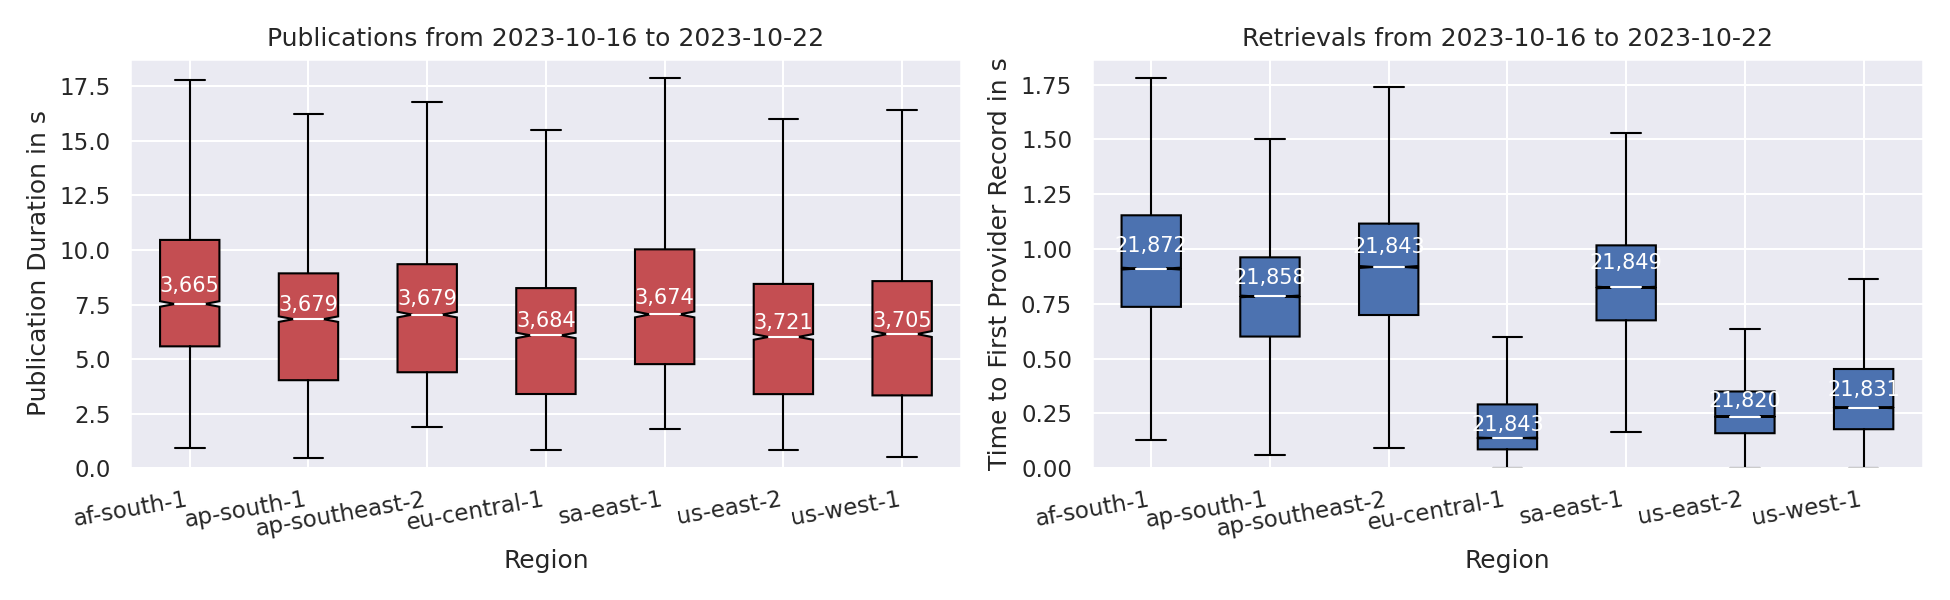 Publications from 2023-10-16 to 2023-10-22
Publication Duration in s
17.5
15.0
12.5
10.0
7.5
5.0
2.5
0.0
3,665
3,679
3,679
3,684
3,674
3,721
3,705
af-south-1
ap-south-1
ap-southeast-2
eu-central-1
sa-east-1
us-east-2
us-west-1
Region
Retrievals from 2023-10-16 to 2023-10-22
Time to First Provider Record in s
1.75
1.50
1.25
1.00
0.75
0.50
0.25
0.00
21,872
21,858
21,843
21,843
21,849
21,820
21,831
af-south-1
ap-south-1
ap-southeast-2
eu-central-1
sa-east-1
us-east-2
us-west-1
Region